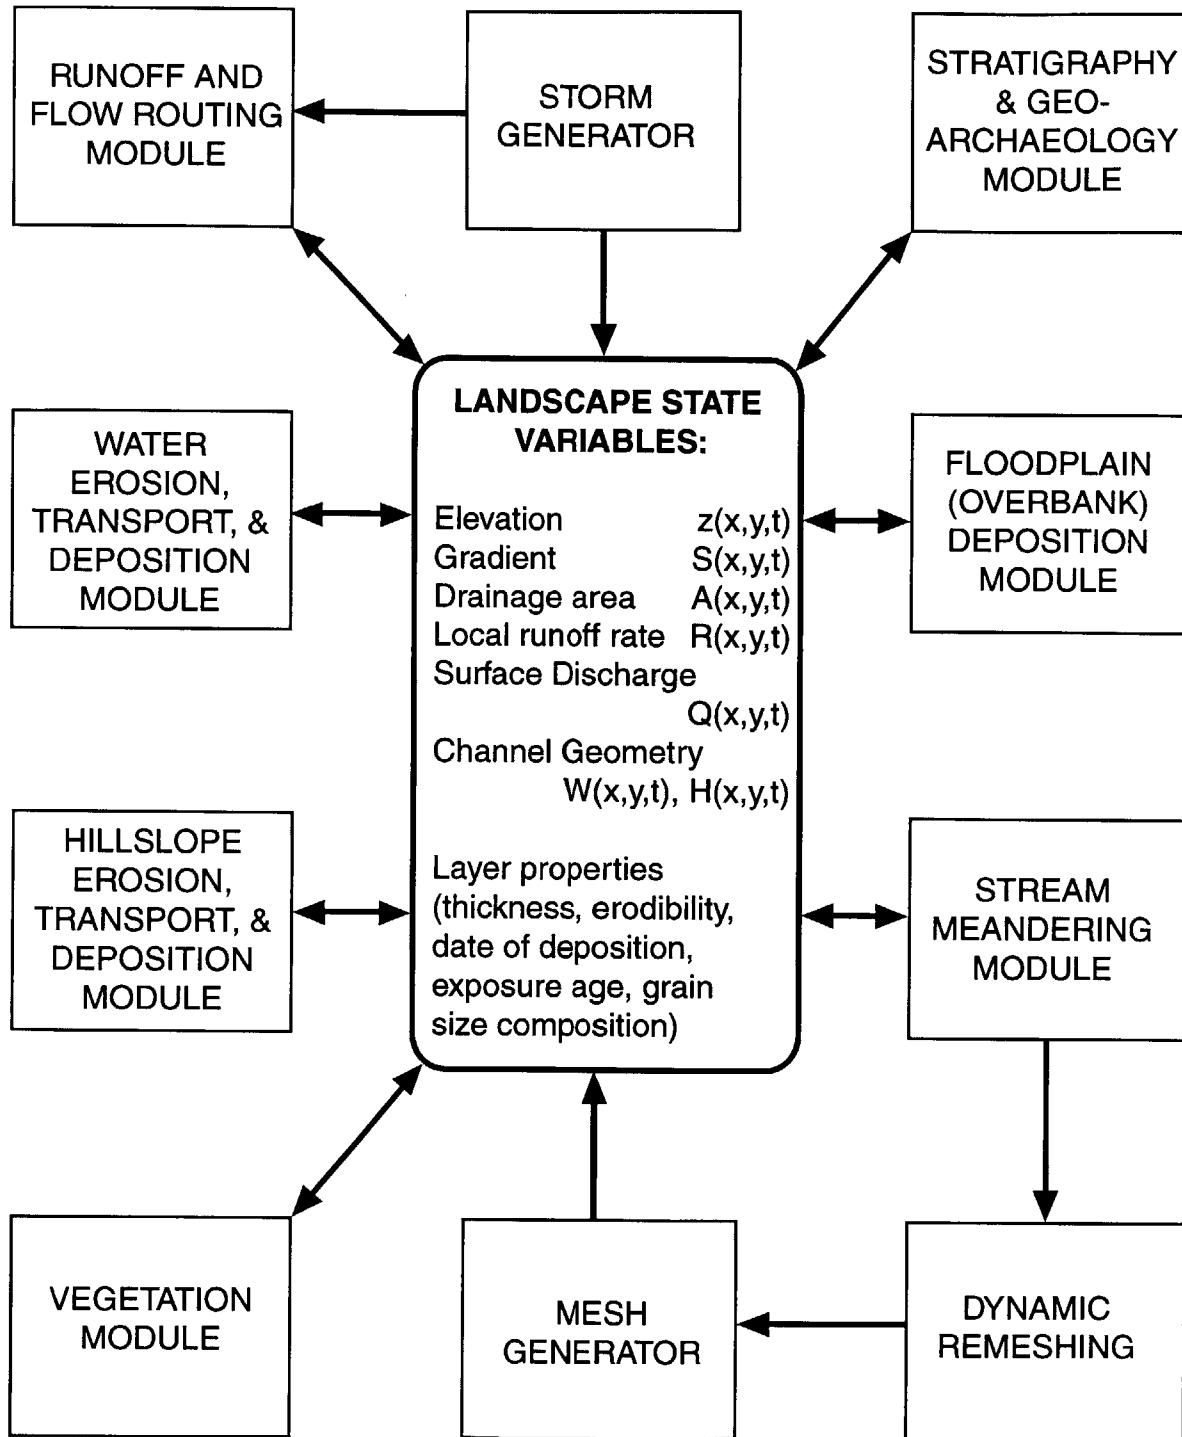 RUNOFF AND
FLOW ROUTING
MODULE
STORM
GENERATOR
STRATIGRAPHY
& GEO-
ARCHAEOLOGY
MODULE
WATER
EROSION,
TRANSPORT, &
DEPOSITION
MODULE
LANDSCAPE STATE
VARIABLES:
Elevation z(x,y,t)
Gradient S(x,y,t)
Drainage area A(x,y,t)
Local runoff rate R(x,y,t)
Surface Discharge
Q(x,y,t)
Channel Geometry
W(x,y,t), H(x,y,t)
Layer properties
(thickness, erodibility,
date of deposition,
exposure age, grain
size composition)
FLOODPLAIN
(OVERBANK)
DEPOSITION
MODULE
HILLSLOPE
EROSION,
TRANSPORT, &
DEPOSITION
MODULE
STREAM
MEANDERING
MODULE
VEGETATION
MODULE
MESH
GENERATOR
DYNAMIC
REMESHING